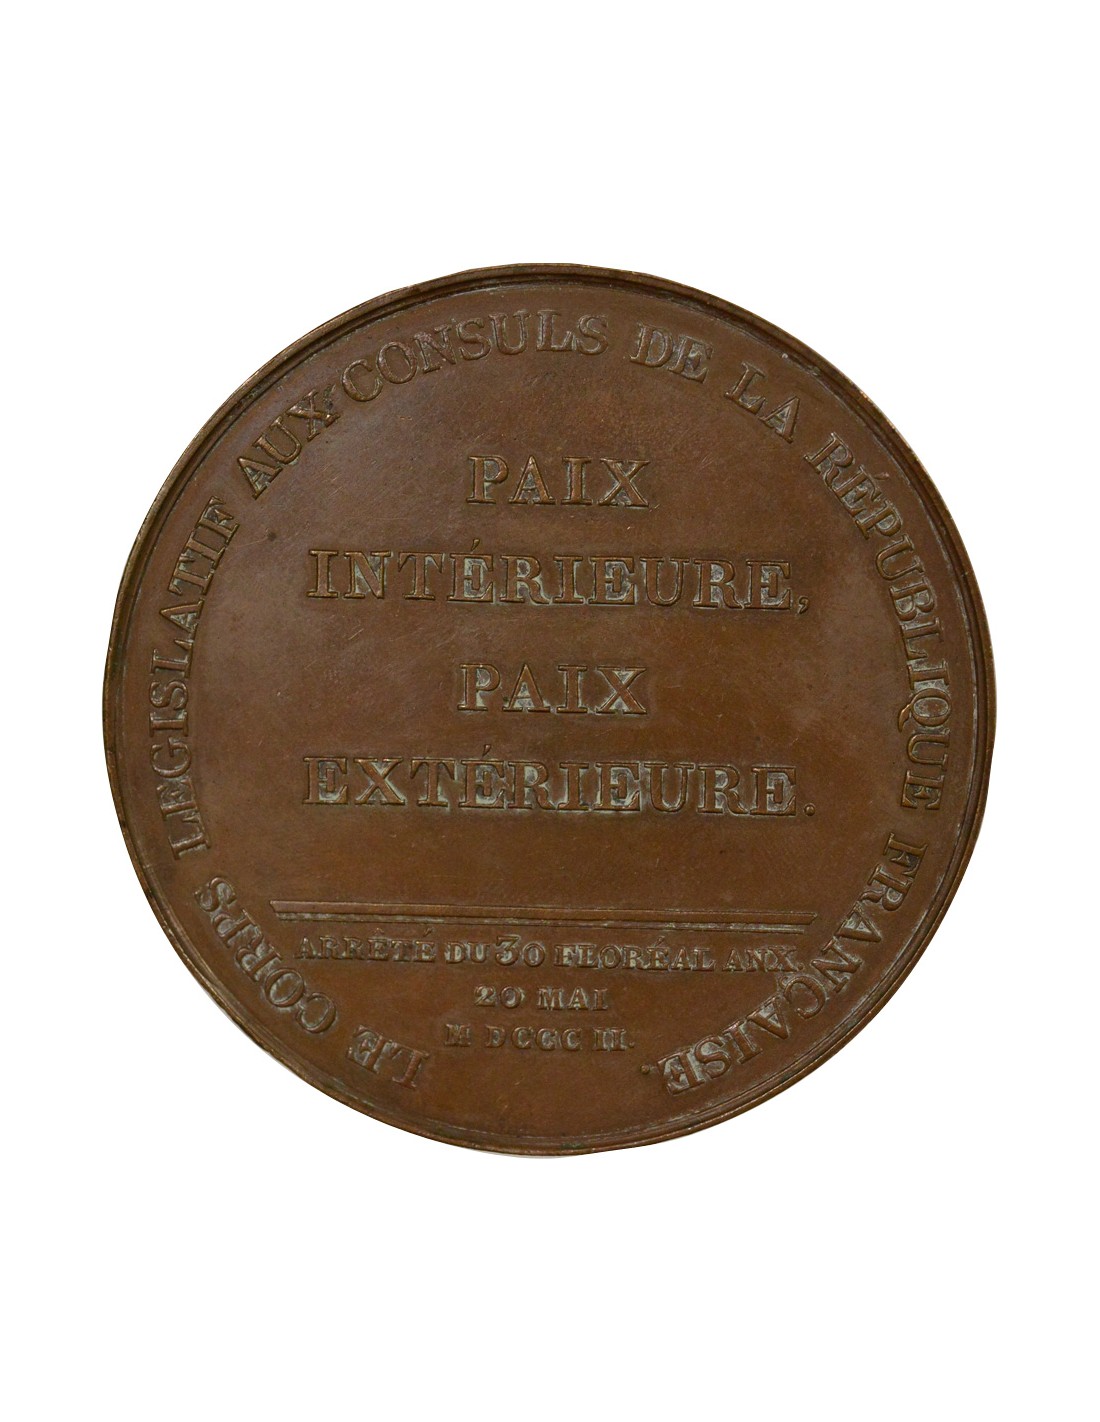 LE CORPS LEGISLATIF AUX CONSULS DE LA RÉPUBLIQUE FRANÇAISE.
PAIX
INTÉRIEURE,
PAIX
EXTÉRIEURE.
ARRÊTÉ DU 30 FLORÉAL AN X.
20 MAI
M DCCC II.